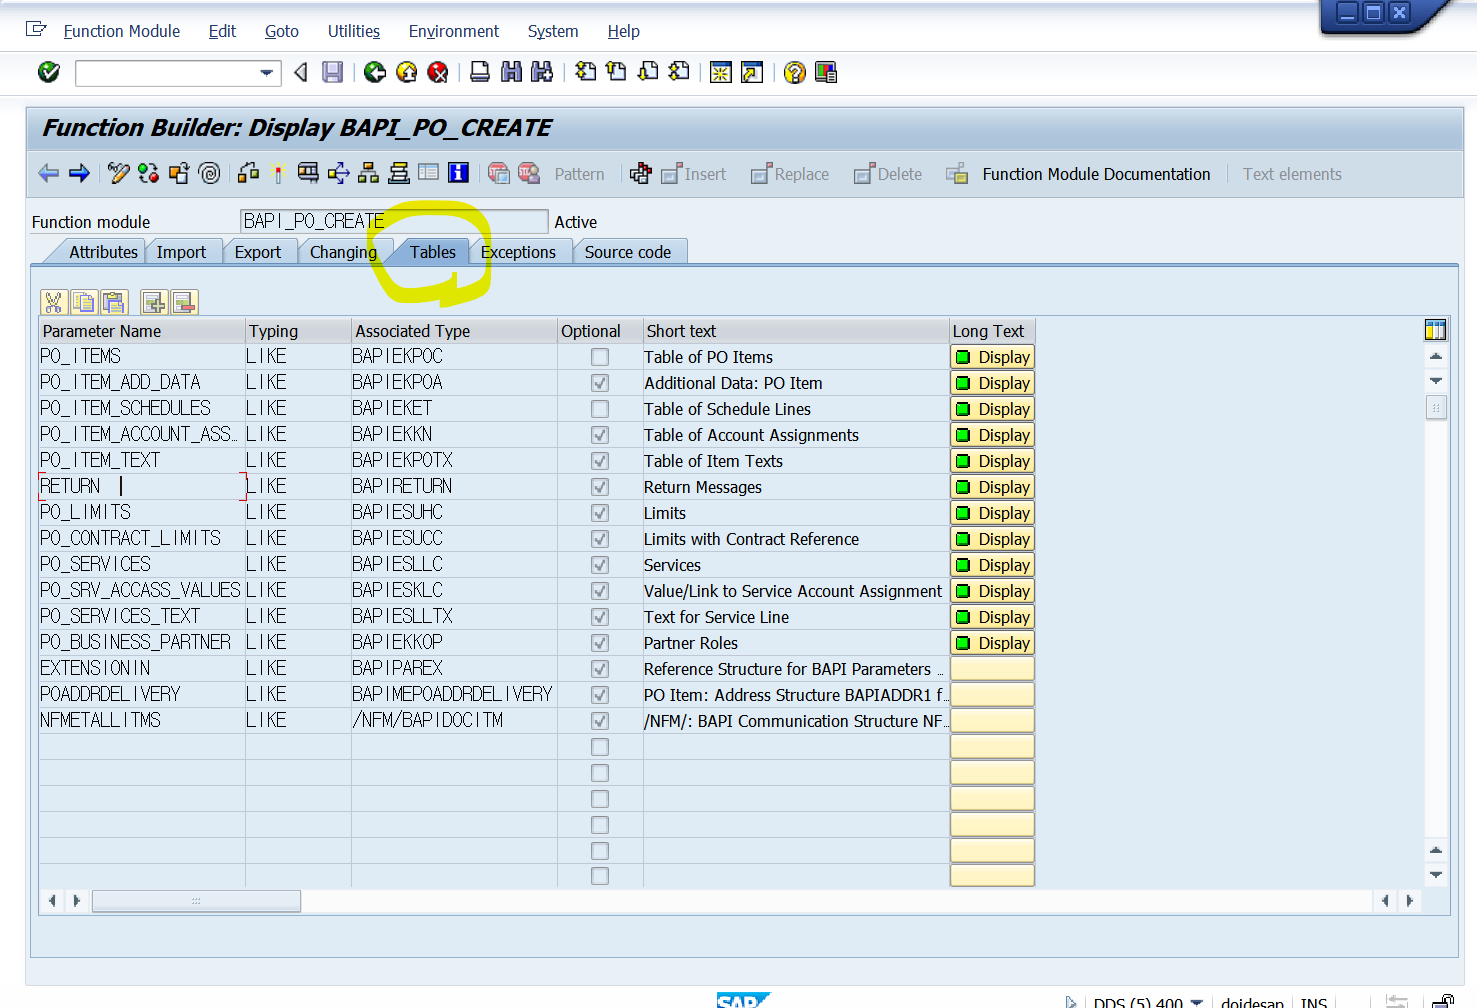 Function Module Edit Goto Utilities Environment System Help
Function Builder: Display BAPI_PO_CREATE
Pattern Insert Replace Delete Function Module Documentation Text elements
Function module BAPI_PO_CREATE Active
Attributes Import Export Changing Tables Exceptions Source code
Parameter Name Typing Associated Type Optional Short text Long Text
PO_ITEMS LIKE BAPIEKPOC Table of PO Items Display
PO_ITEM_ADD_DATA LIKE BAPIEKPOA Additional Data: PO Item Display
PO_ITEM_SCHEDULES LIKE BAPIEKET Table of Schedule Lines Display
PO_ITEM_ACCOUNT_ASS… LIKE BAPIEKKN Table of Account Assignments Display
PO_ITEM_TEXT LIKE BAPIEKPOTX Table of Item Texts Display
RETURN LIKE BAPIRETURN Return Messages Display
PO_LIMITS LIKE BAPIESUHC Limits Display
PO_CONTRACT_LIMITS LIKE BAPIESUCC Limits with Contract Reference Display
PO_SERVICES LIKE BAPIESLLC Services Display
PO_SRV_ACCASS_VALUES LIKE BAPIESKLC Value/Link to Service Account Assignment Display
PO_SERVICES_TEXT LIKE BAPIESLLTX Text for Service Line Display
PO_BUSINESS_PARTNER LIKE BAPIEKKOP Partner Roles Display
EXTENSIONIN LIKE BAPIPAREX Reference Structure for BAPI Parameters …
POADDRDELIVERY LIKE BAPIMEPOADDRDELIVERY PO Item: Address Structure BAPIADDR1 f…
NFMETALLITMS LIKE /NFM/BAPIDOCITM /NFM/: BAPI Communication Structure NF…
SAP DDS (5) 400 doidesap INS